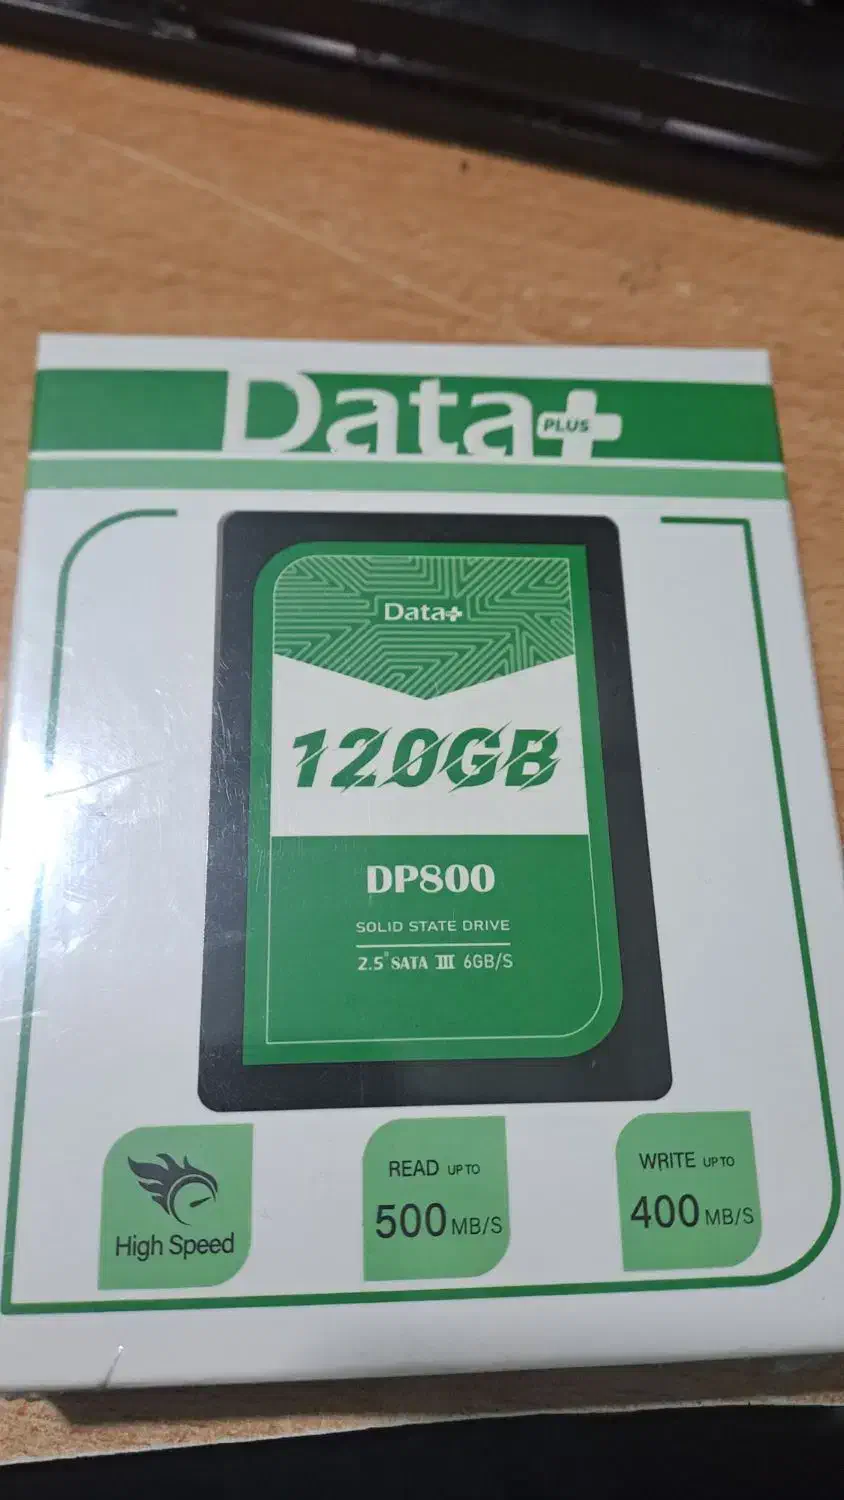 Data+
PLUS
Data+
120GB
DP800
SOLID STATE DRIVE
2.5" SATA III 6GB/S
High Speed
READ UP TO
500 MB/S
WRITE UP TO
400 MB/S